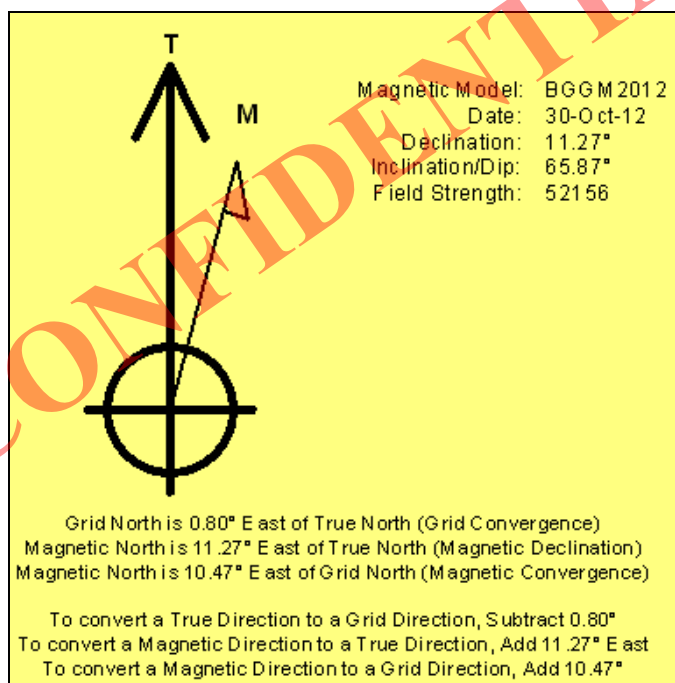 T
M
Magnetic Model: BGGM2012
Date: 30-Oct-12
Declination: 11.27°
Inclination/Dip: 65.87°
Field Strength: 52156
CONFIDENTI
Grid North is 0.80° East of True North (Grid Convergence)
Magnetic North is 11.27° East of True North (Magnetic Declination)
Magnetic North is 10.47° East of Grid North (Magnetic Convergence)
To convert a True Direction to a Grid Direction, Subtract 0.80°
To convert a Magnetic Direction to a True Direction, Add 11.27° East
To convert a Magnetic Direction to a Grid Direction, Add 10.47°